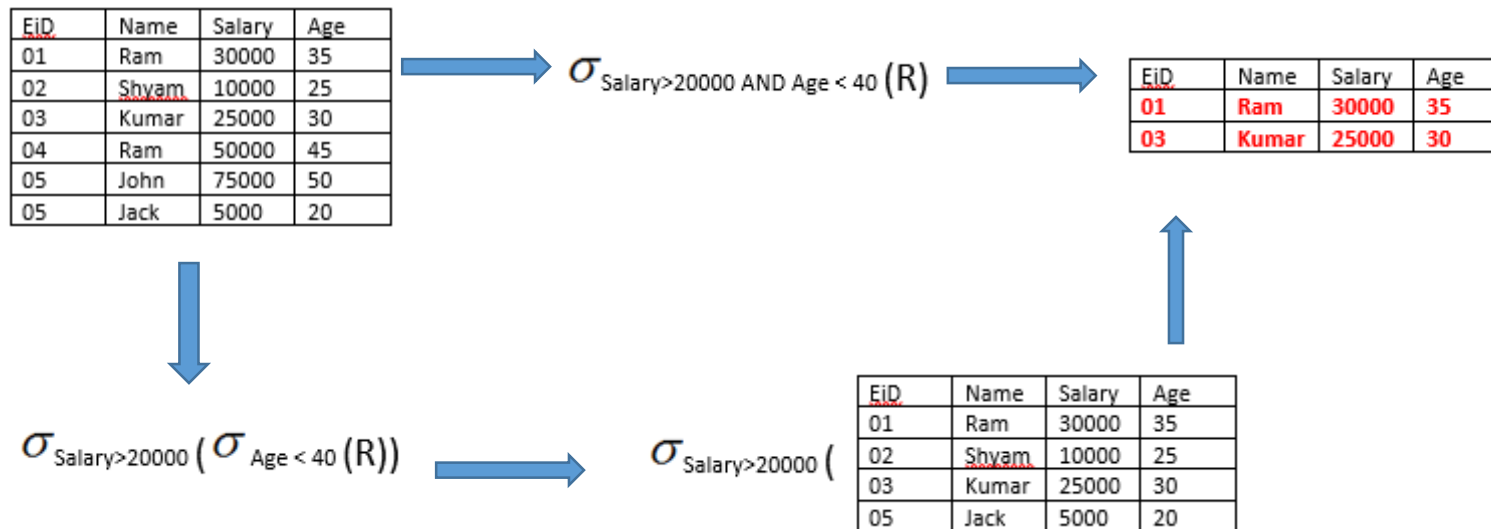 EiD Name Salary Age
01 Ram 30000 35
02 Shyam 10000 25
03 Kumar 25000 30
04 Ram 50000 45
05 John 75000 50
05 Jack 5000 20
σ Salary>20000 AND Age < 40 (R)
EiD Name Salary Age
01 Ram 30000 35
03 Kumar 25000 30
σ Salary>20000 ( σ Age < 40 (R))
σ Salary>20000 (
EiD Name Salary Age
01 Ram 30000 35
02 Shyam 10000 25
03 Kumar 25000 30
05 Jack 5000 20